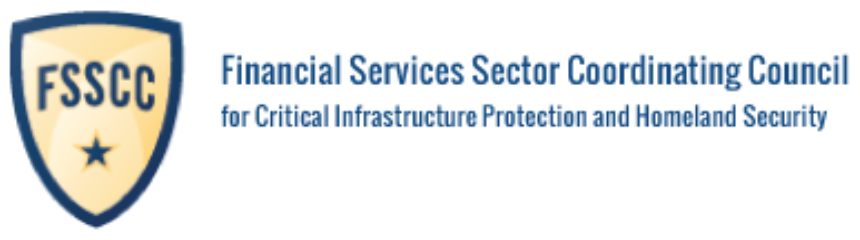 FSSCC
Financial Services Sector Coordinating Council
for Critical Infrastructure Protection and Homeland Security